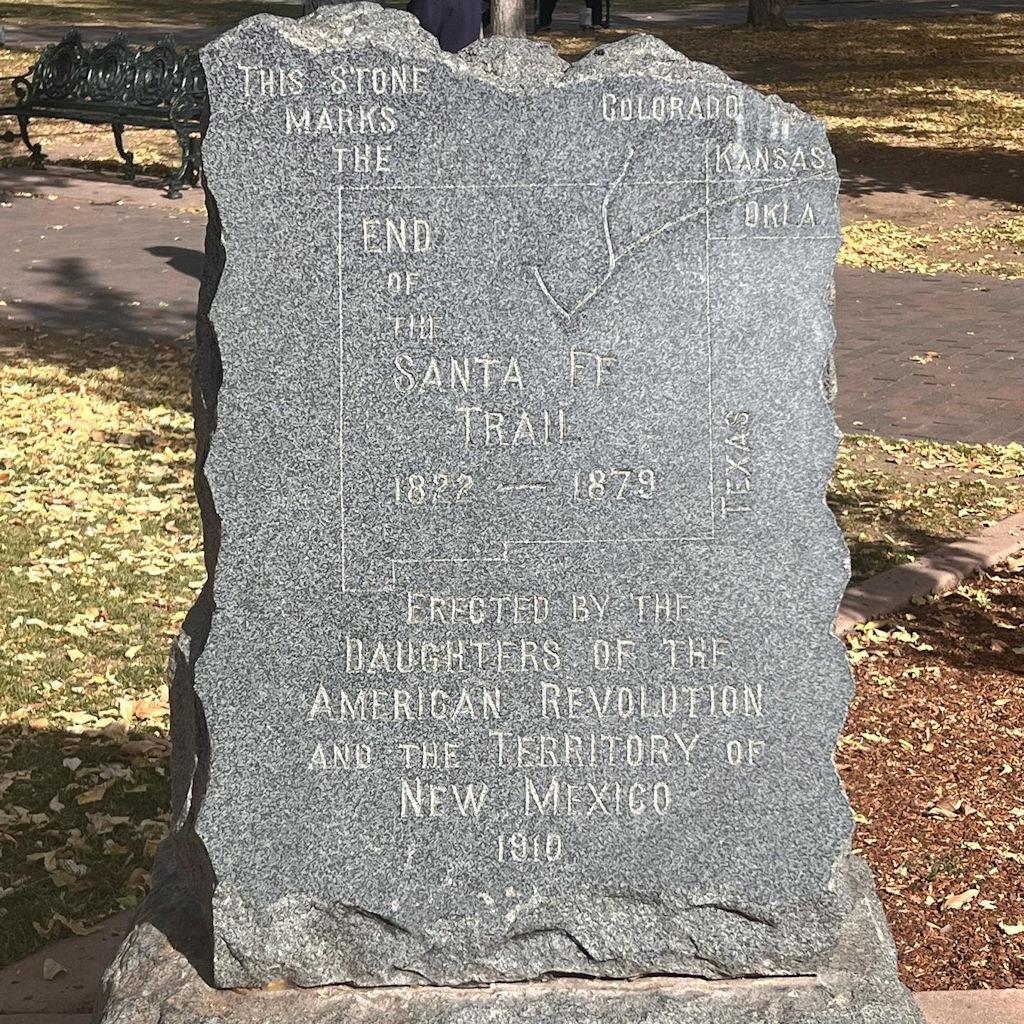 THIS STONE
MARKS
THE
COLORADO
KANSAS
OKLA
END
OF
THE
SANTA FE
TRAIL
1822 — 1879
TEXAS
ERECTED BY THE
DAUGHTERS OF THE
AMERICAN REVOLUTION
AND THE TERRITORY OF
NEW MEXICO
1910